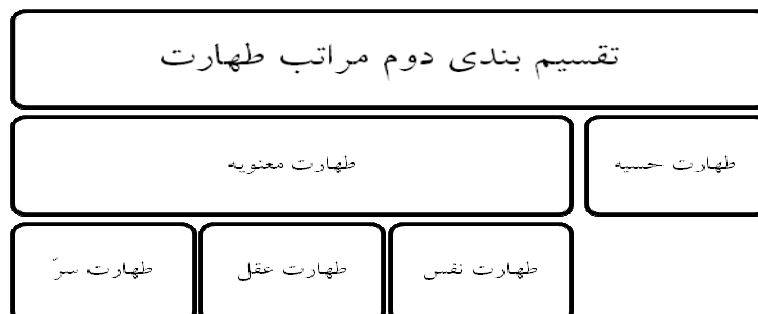 تقسیم بندی دوم مراتب طهارت
طهارت حسیه
طهارت معنویه
طهارت نفس
طهارت عقل
طهارت سرّ